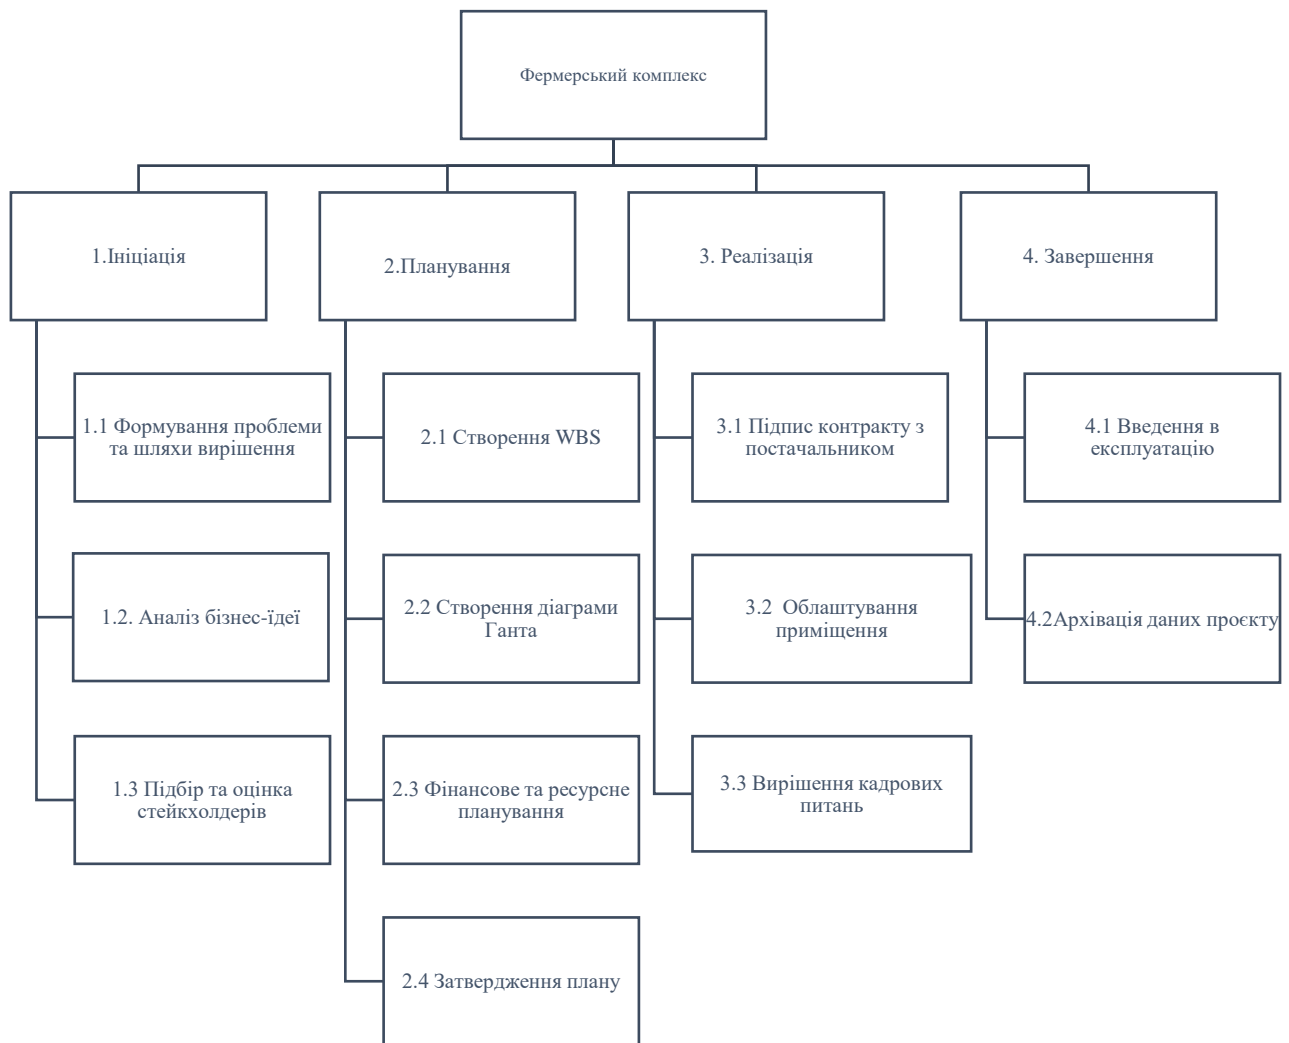 Фермерський комплекс
1.Ініціація
2.Планування
3. Реалізація
4. Завершення
1.1 Формування проблеми
та шляхи вирішення
2.1 Створення WBS
3.1 Підпис контракту з
постачальником
4.1 Введення в
експлуатацію
1.2. Аналіз бізнес-їдеї
2.2 Створення діаграми
Ганта
3.2 Облаштування
приміщення
4.2Архівація даних проєкту
1.3 Підбір та оцінка
стейкхолдерів
2.3 Фінансове та ресурсне
планування
3.3 Вирішення кадрових
питань
2.4 Затвердження плану